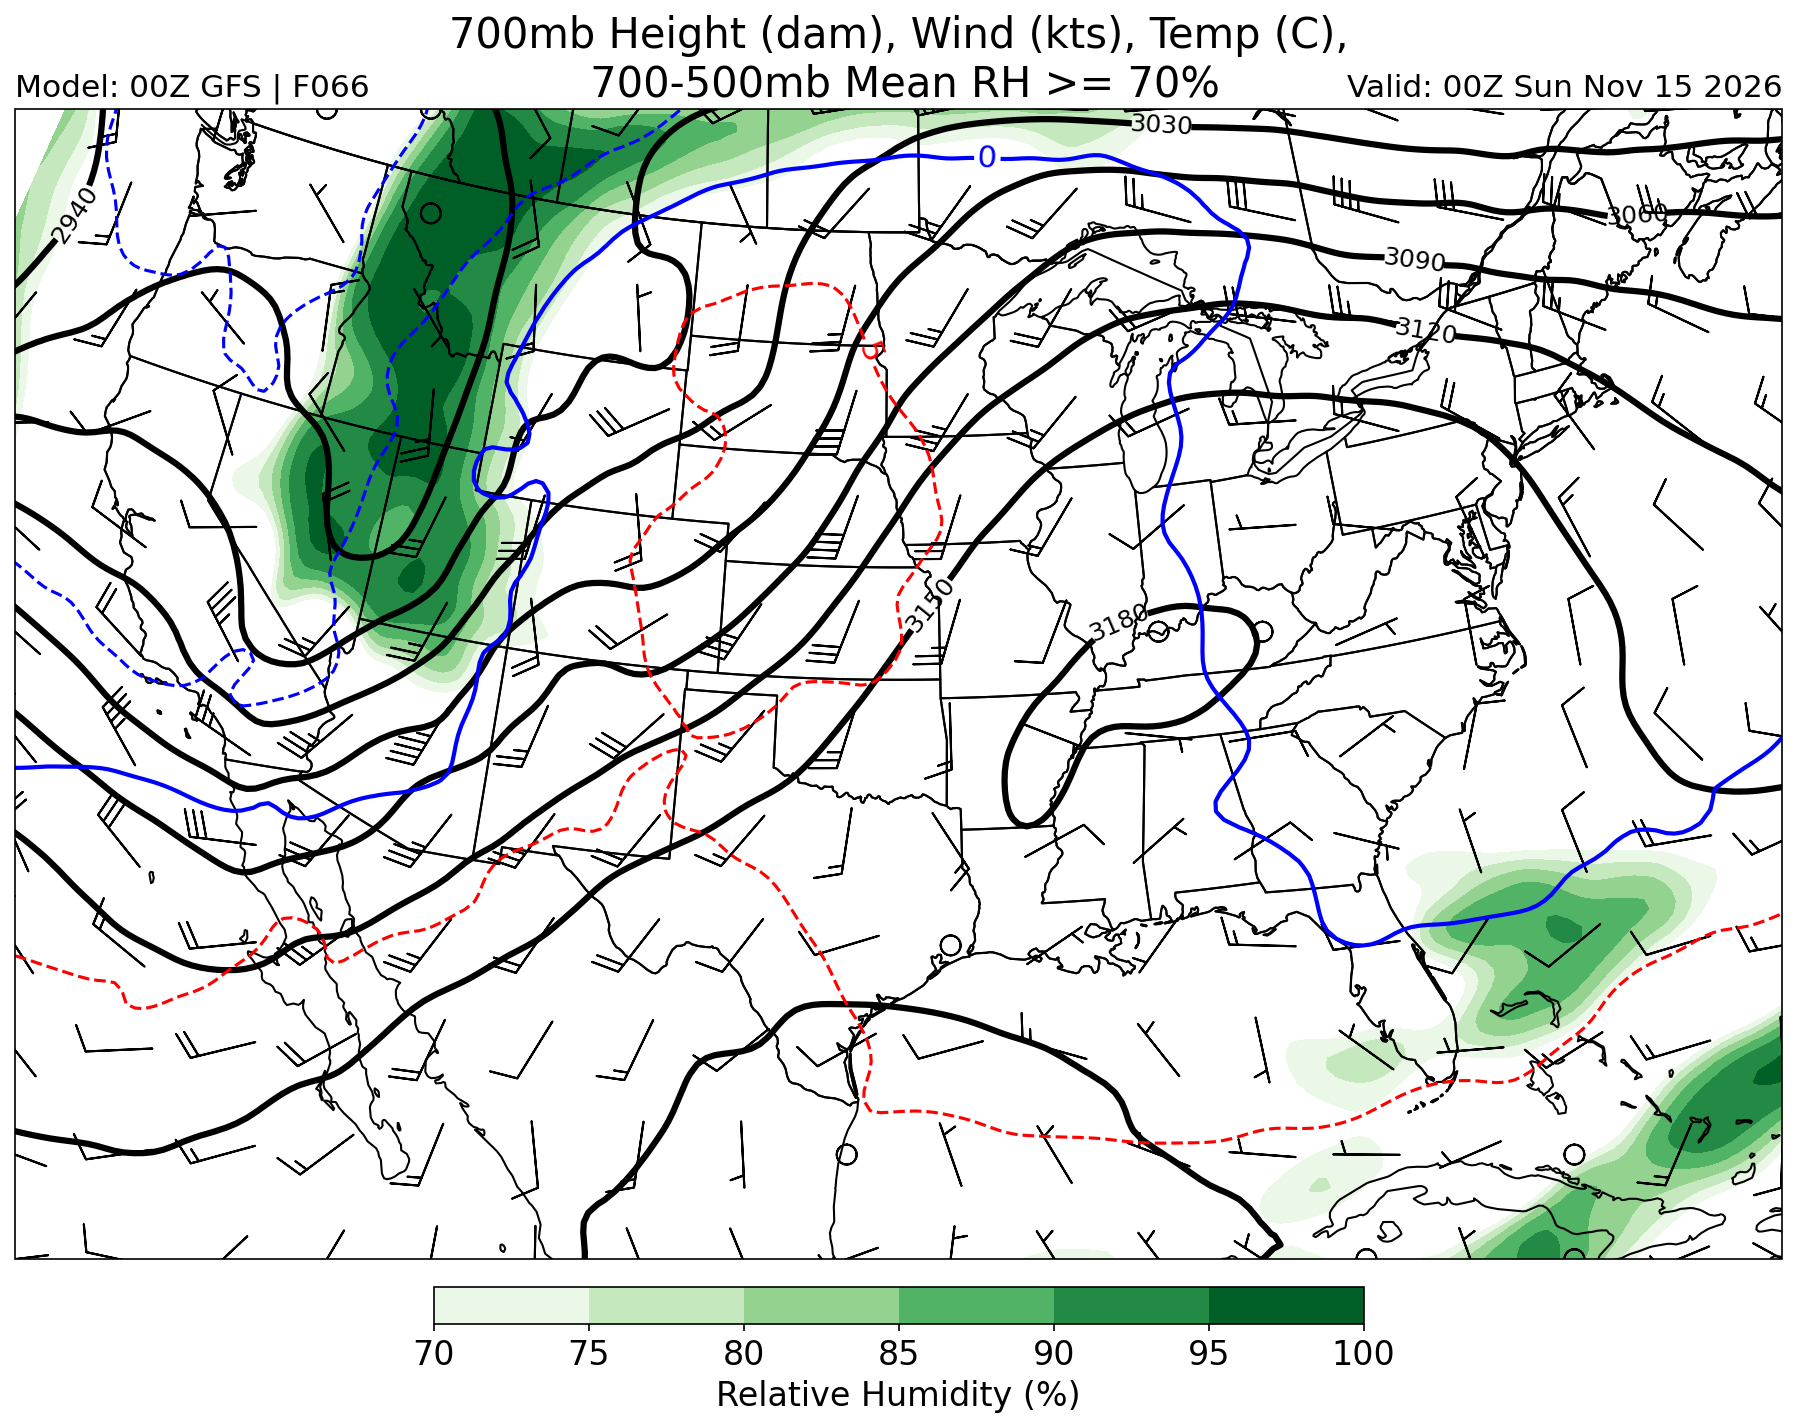 700mb Height (dam), Wind (kts), Temp (C),
Model: 00Z GFS | F066
700-500mb Mean RH >= 70%
Valid: 00Z Sun Nov 15 2026
3030
0
2940
3060
3090
3120
3150
3180
70 75 80 85 90 95 100
Relative Humidity (%)